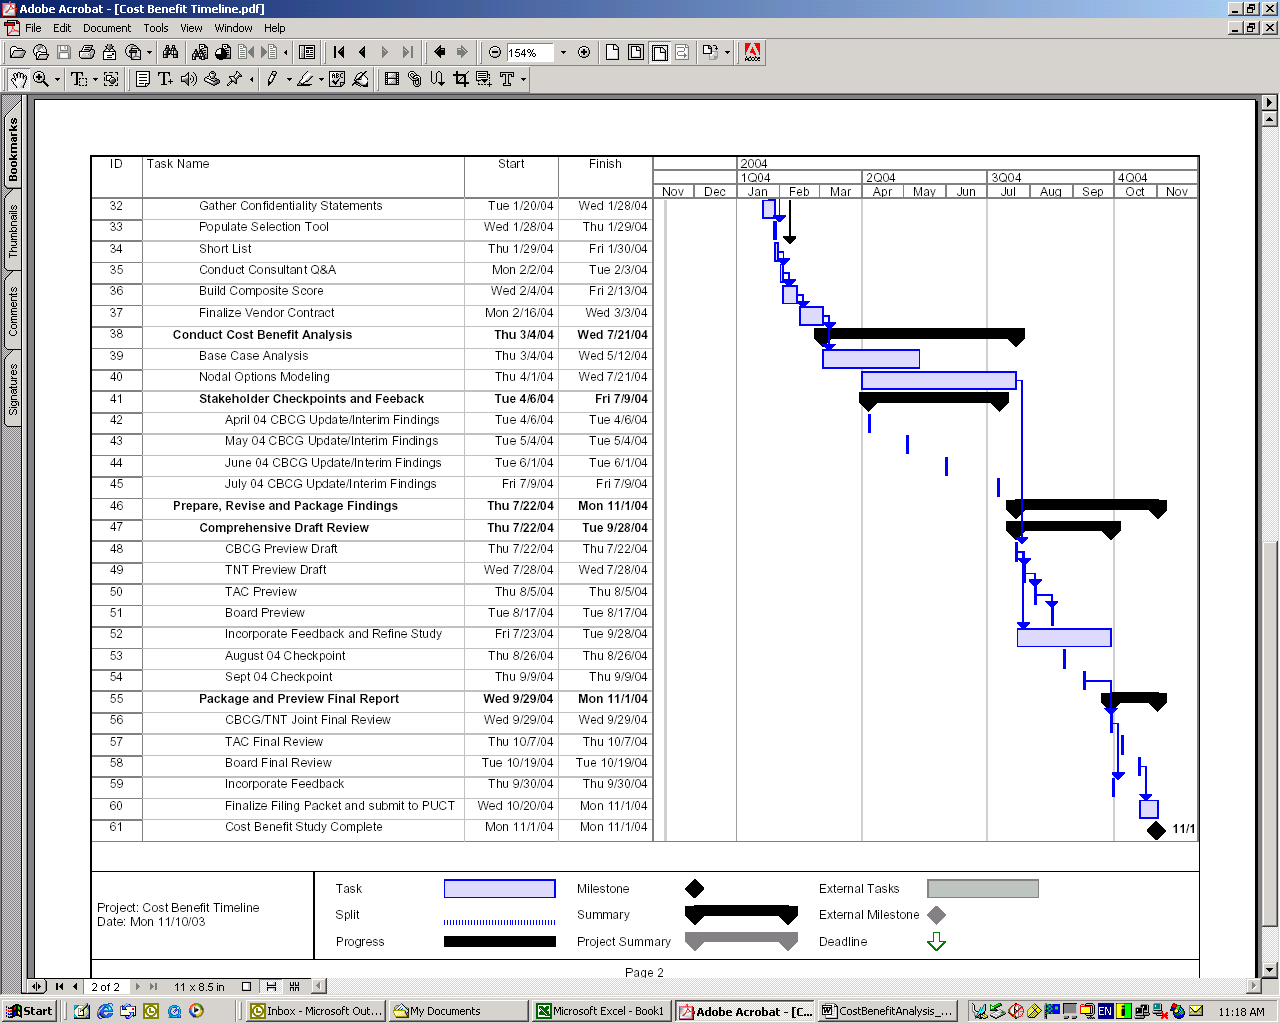 Adobe Acrobat - [Cost Benefit Timeline.pdf]
File Edit Document Tools View Window Help
154%
Adobe
Bookmarks
Thumbnails
Comments
Signatures
ID Task Name Start Finish 2004
1Q04 2Q04 3Q04 4Q04
Nov Dec Jan Feb Mar Apr May Jun Jul Aug Sep Oct Nov
32 Gather Confidentiality Statements Tue 1/20/04 Wed 1/28/04
33 Populate Selection Tool Wed 1/28/04 Thu 1/29/04
34 Short List Thu 1/29/04 Fri 1/30/04
35 Conduct Consultant Q&A Mon 2/2/04 Tue 2/3/04
36 Build Composite Score Wed 2/4/04 Fri 2/13/04
37 Finalize Vendor Contract Mon 2/16/04 Wed 3/3/04
38 Conduct Cost Benefit Analysis Thu 3/4/04 Wed 7/21/04
39 Base Case Analysis Thu 3/4/04 Wed 5/12/04
40 Nodal Options Modeling Thu 4/1/04 Wed 7/21/04
41 Stakeholder Checkpoints and Feeback Tue 4/6/04 Fri 7/9/04
42 April 04 CBCG Update/Interim Findings Tue 4/6/04 Tue 4/6/04
43 May 04 CBCG Update/Interim Findings Tue 5/4/04 Tue 5/4/04
44 June 04 CBCG Update/Interim Findings Tue 6/1/04 Tue 6/1/04
45 July 04 CBCG Update/Interim Findings Fri 7/9/04 Fri 7/9/04
46 Prepare, Revise and Package Findings Thu 7/22/04 Mon 11/1/04
47 Comprehensive Draft Review Thu 7/22/04 Tue 9/28/04
48 CBCG Preview Draft Thu 7/22/04 Thu 7/22/04
49 TNT Preview Draft Wed 7/28/04 Wed 7/28/04
50 TAC Preview Thu 8/5/04 Thu 8/5/04
51 Board Preview Tue 8/17/04 Tue 8/17/04
52 Incorporate Feedback and Refine Study Fri 7/23/04 Tue 9/28/04
53 August 04 Checkpoint Thu 8/26/04 Thu 8/26/04
54 Sept 04 Checkpoint Thu 9/9/04 Thu 9/9/04
55 Package and Preview Final Report Wed 9/29/04 Mon 11/1/04
56 CBCG/TNT Joint Final Review Wed 9/29/04 Wed 9/29/04
57 TAC Final Review Thu 10/7/04 Thu 10/7/04
58 Board Final Review Tue 10/19/04 Tue 10/19/04
59 Incorporate Feedback Thu 9/30/04 Thu 9/30/04
60 Finalize Filing Packet and submit to PUCT Wed 10/20/04 Mon 11/1/04
61 Cost Benefit Study Complete Mon 11/1/04 Mon 11/1/04 11/1
Project: Cost Benefit Timeline
Date: Mon 11/10/03
Task Milestone External Tasks
Split Summary External Milestone
Progress Project Summary Deadline
Page 2
2 of 2 11 x 8.5 in
Start Inbox - Microsoft Out... My Documents Microsoft Excel - Book1 Adobe Acrobat - [C... CostBenefitAnalysis_... EN 11:18 AM